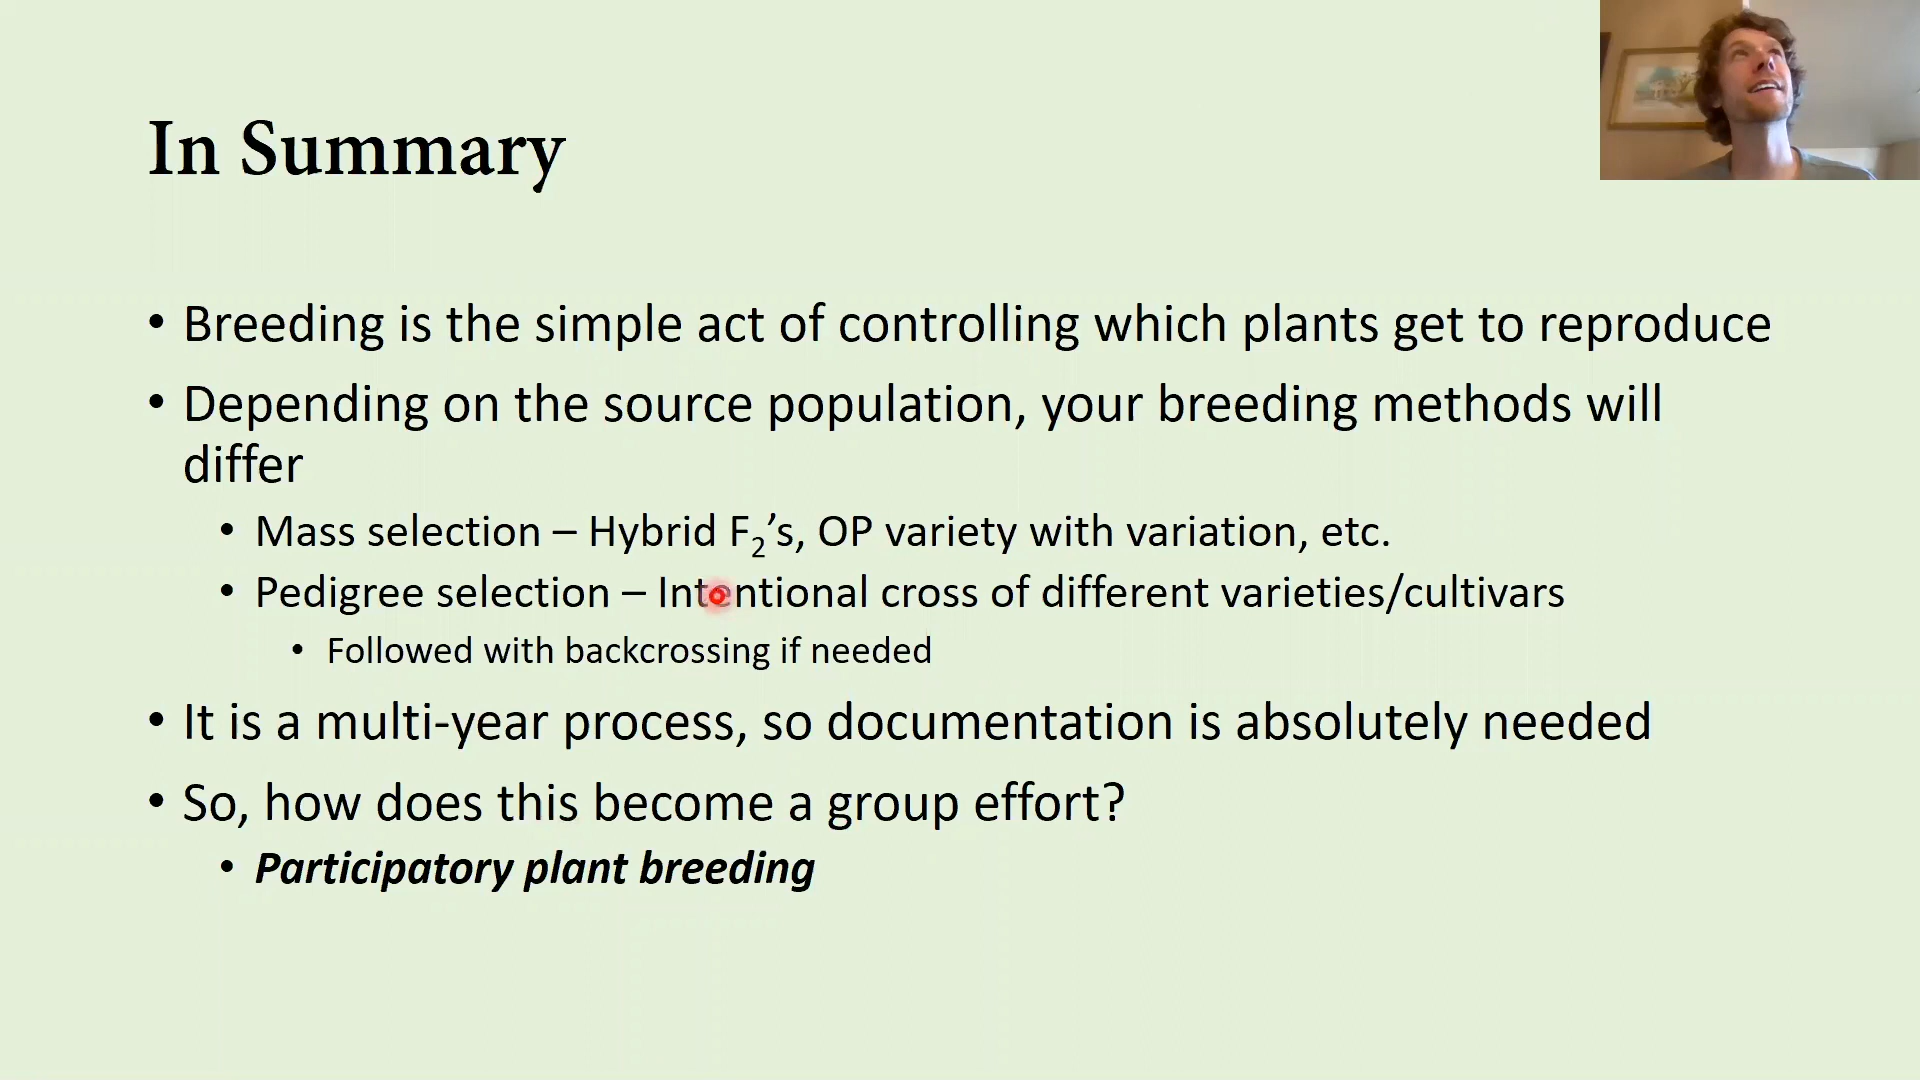 In Summary
• Breeding is the simple act of controlling which plants get to reproduce
• Depending on the source population, your breeding methods will
differ
• Mass selection – Hybrid F₂’s, OP variety with variation, etc.
• Pedigree selection – Intentional cross of different varieties/cultivars
• Followed with backcrossing if needed
• It is a multi-year process, so documentation is absolutely needed
• So, how does this become a group effort?
• Participatory plant breeding